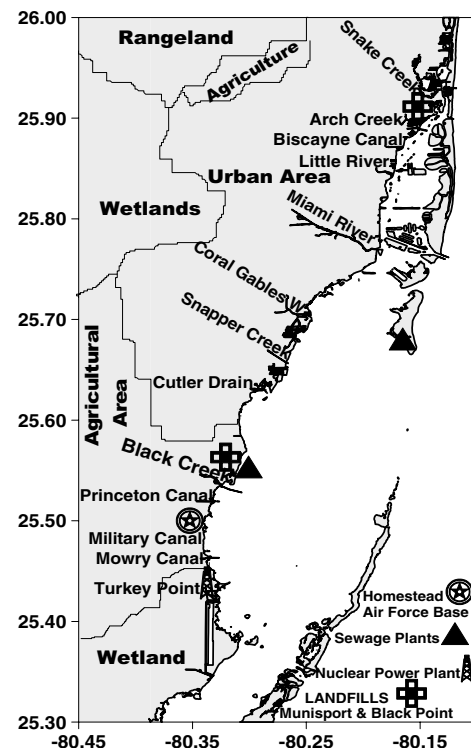 26.00
Rangeland
Agriculture
Snake Creek
25.90
Arch Creek
Biscayne Canal
Little River
Urban Area
Wetlands
25.80
Miami River
Coral Gables W.
25.70
Snapper Creek
Cutler Drain
Agricultural
Area
25.60
Black Creek
Princeton Canal
25.50
Military Canal
Mowry Canal
Turkey Point
Homestead
Air Force Base
25.40
Sewage Plants
Wetland
Nuclear Power Plant
LANDFILLS
Munisport & Black Point
25.30
-80.45 -80.35 -80.25 -80.15